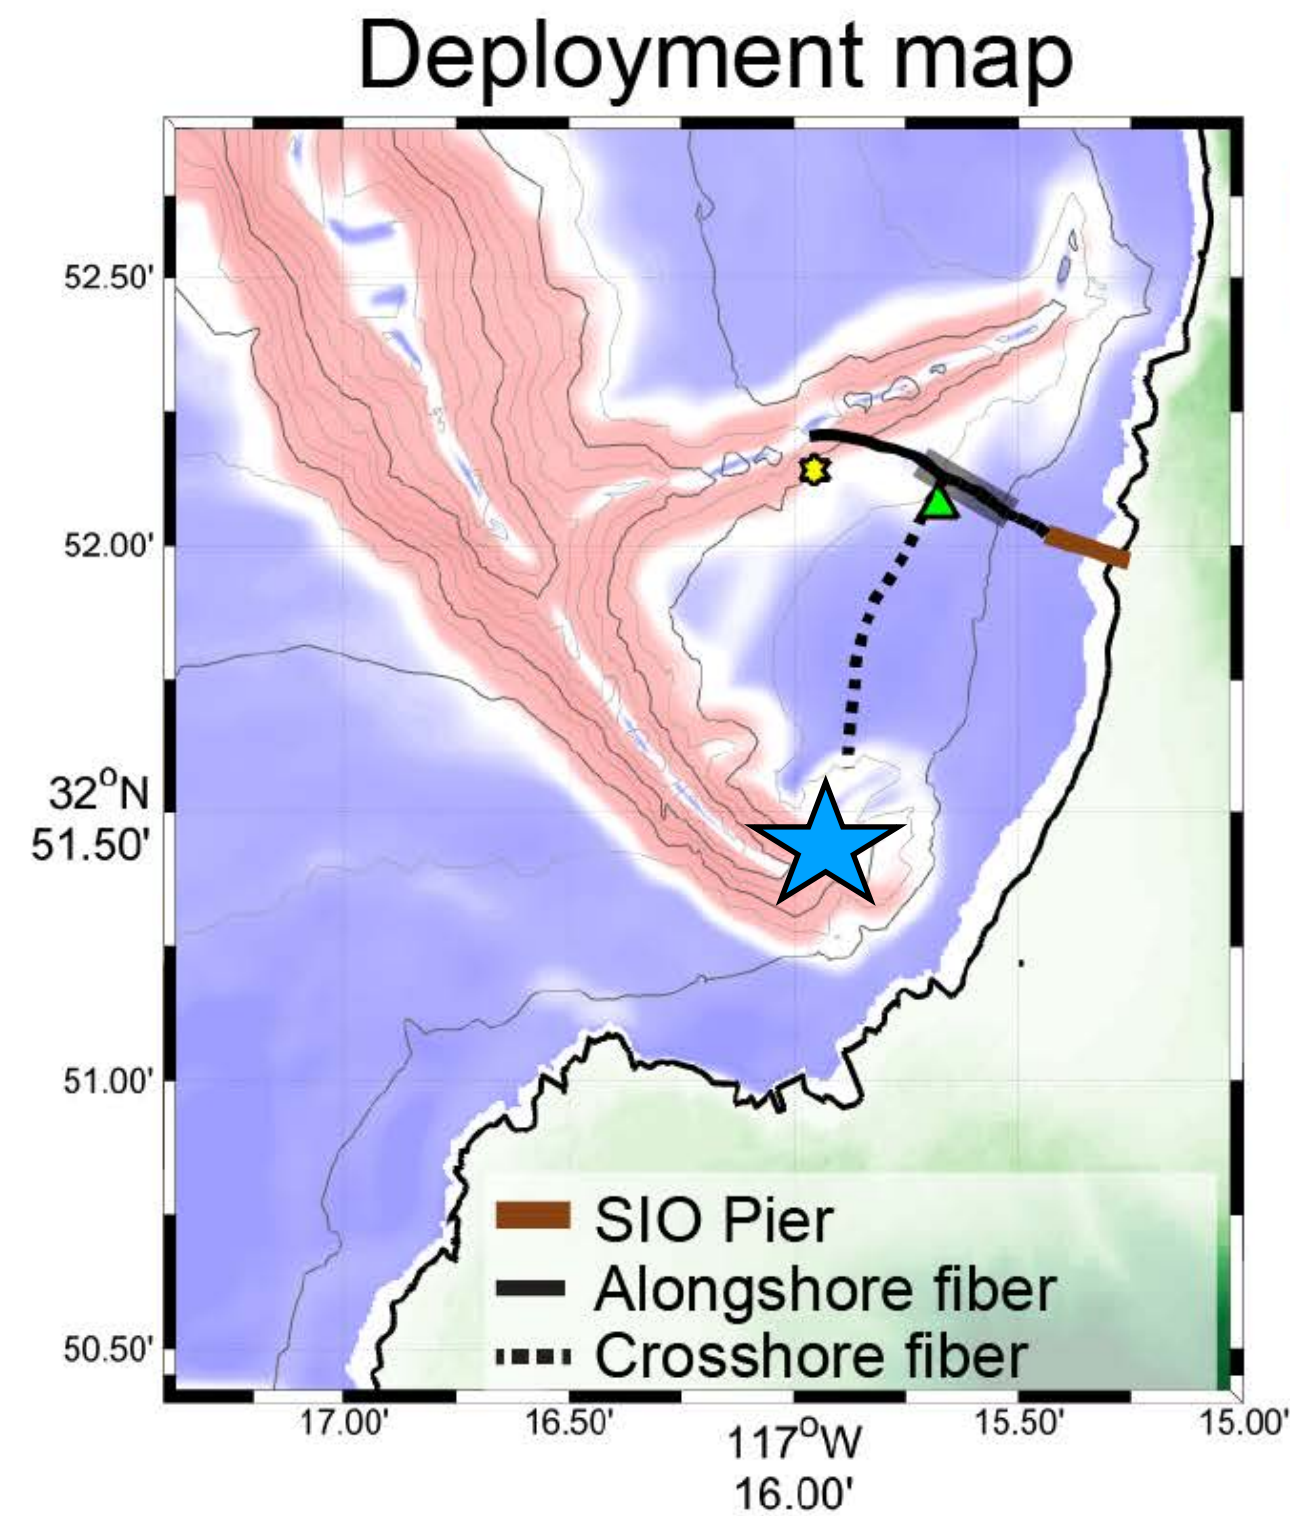 Deployment map
52.50'
52.00'
32°N
51.50'
51.00'
50.50'
SIO Pier
Alongshore fiber
Crosshore fiber
17.00'
16.50'
117°W
16.00'
15.50'
15.00'